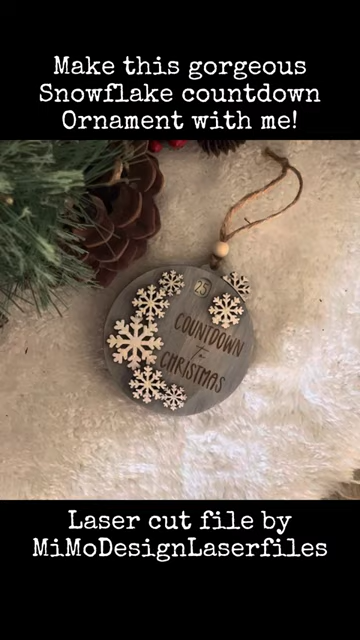 Make this gorgeous
Snowflake countdown
Ornament with me!
25
COUNTDOWN
To
CHRISTMAS
Laser cut file by
MiMoDesignLaserfiles